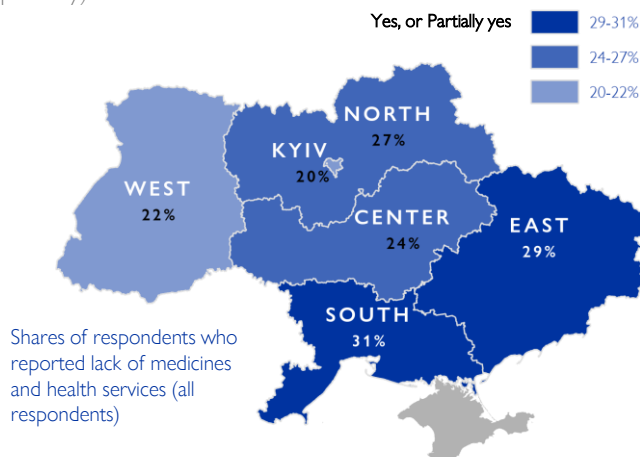 Yes, or Partially yes
29-31%
24-27%
20-22%
NORTH
27%
KYIV
20%
WEST
22%
CENTER
24%
EAST
29%
SOUTH
31%
Shares of respondents who
reported lack of medicines
and health services (all
respondents)